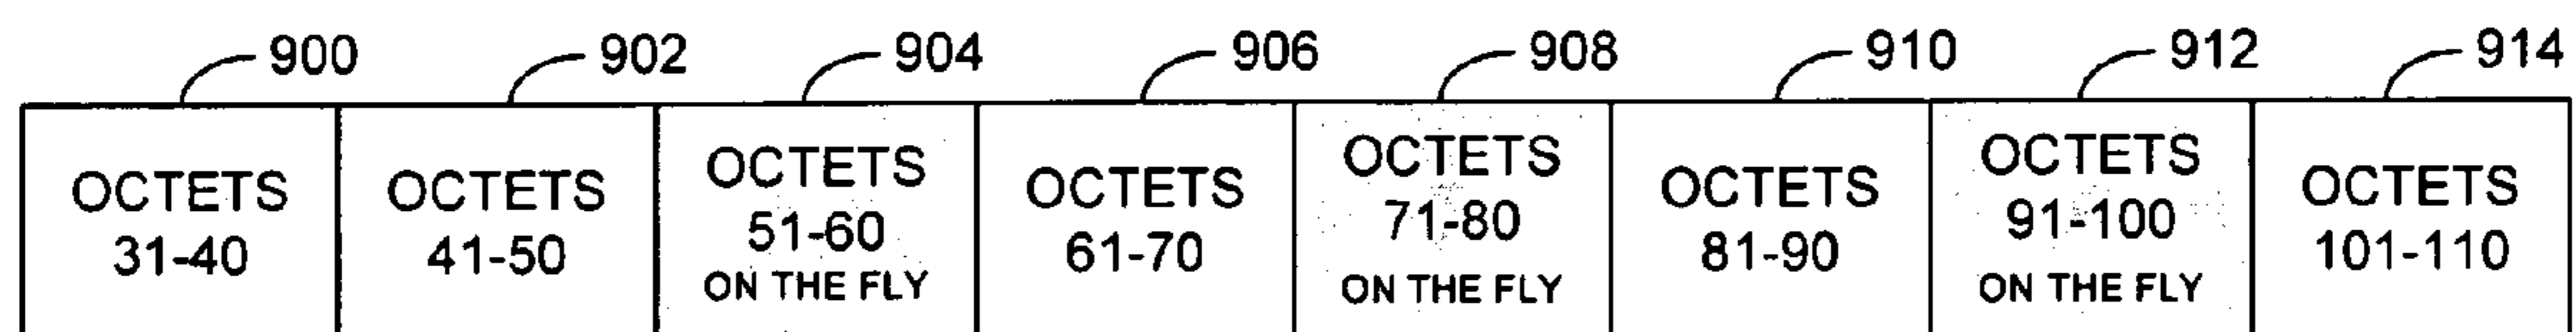 900 902 904 906 908 910 912 914
OCTETS
31-40
OCTETS
41-50
OCTETS
51-60
ON THE FLY
OCTETS
61-70
OCTETS
71-80
ON THE FLY
OCTETS
81-90
OCTETS
91-100
ON THE FLY
OCTETS
101-110